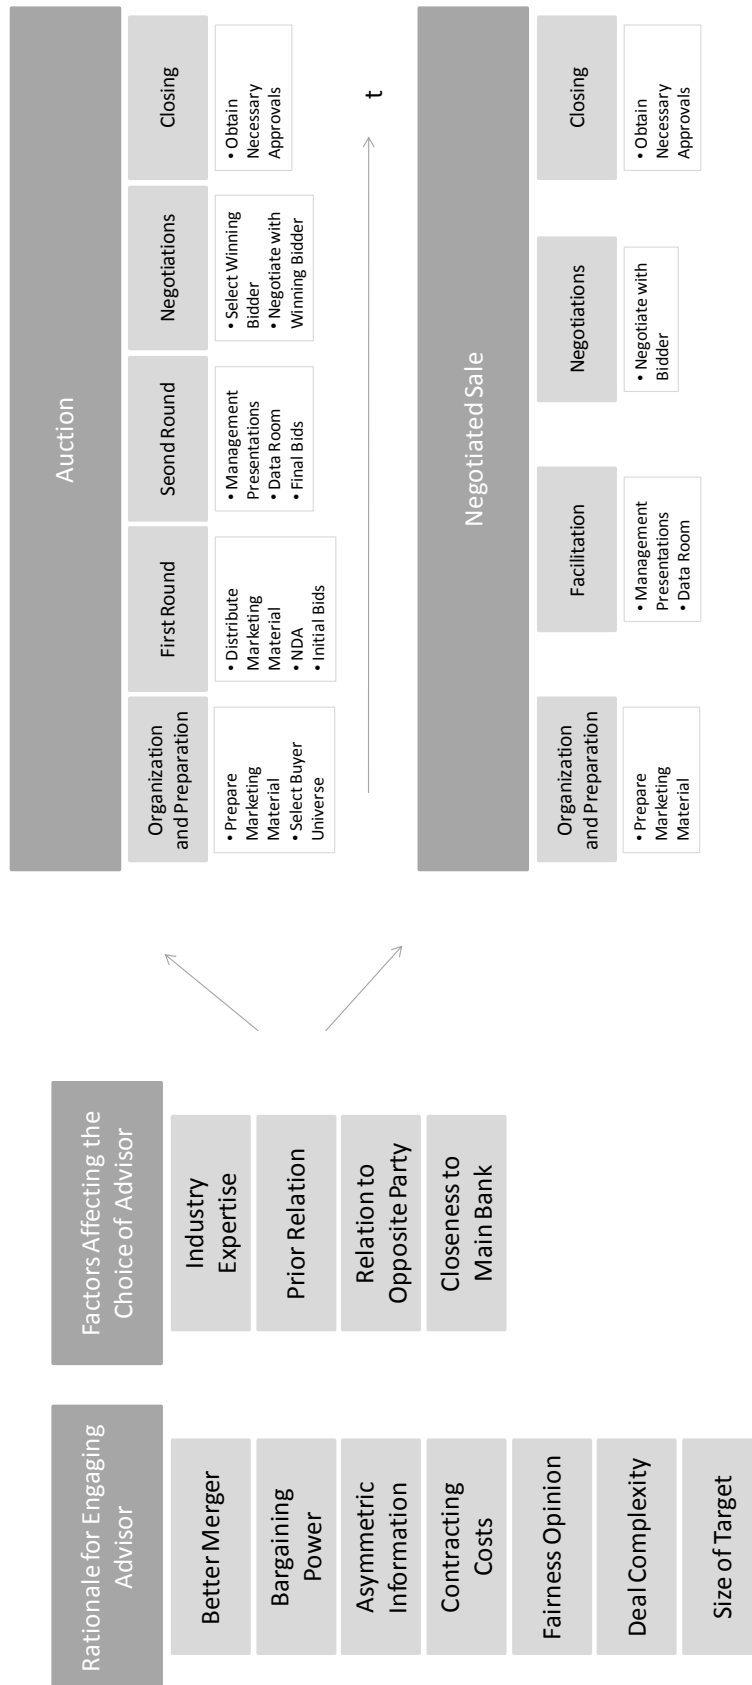 Rationale for Engaging
Advisor
Better Merger
Bargaining
Power
Asymmetric
Information
Contracting
Costs
Fairness Opinion
Deal Complexity
Size of Target
Factors Affecting the
Choice of Advisor
Industry
Expertise
Prior Relation
Relation to
Opposite Party
Closeness to
Main Bank
Auction
Organization
and Preparation
• Prepare
Marketing
Material
• Select Buyer
Universe
First Round
• Distribute
Marketing
Material
• NDA
• Initial Bids
Seond Round
• Management
Presentations
• Data Room
• Final Bids
Negotiations
• Select Winning
Bidder
• Negotiate with
Winning Bidder
Closing
• Obtain
Necessary
Approvals
t
Negotiated Sale
Organization
and Preparation
• Prepare
Marketing
Material
Facilitation
• Management
Presentations
• Data Room
Negotiations
• Negotiate with
Bidder
Closing
• Obtain
Necessary
Approvals